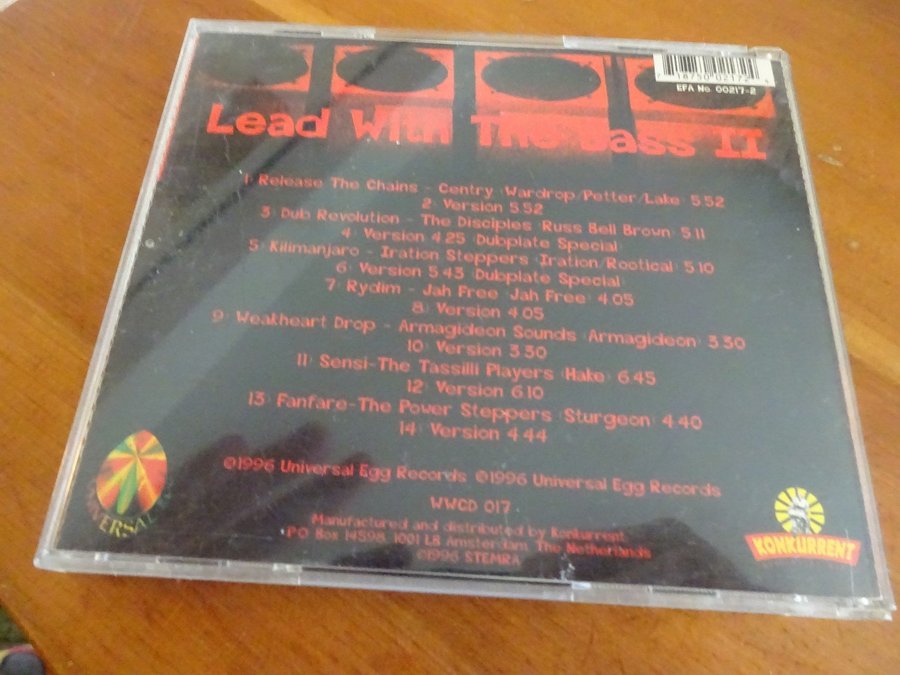 7 18750 02172
EFA No 00217-2
Lead With The Bass II
1) Release The Chains - Centry (Wardrop/Petter/Lake) 5.52
2) Version 5.52
3) Dub Revolution - The Disciples (Russ Bell Brown) 5.11
4) Version 4.25 (Dubplate Special)
5) Kilimanjaro - Iration Steppers (Iration/Rootical) 5.10
6) Version 5.43 (Dubplate Special)
7) Rydim - Jah Free (Jah Free) 4.05
8) Version 4.05
9) Weakheart Drop - Armagideon Sounds (Armagideon) 3.30
10) Version 3.30
11) Sensi-The Tassilli Players (Hake) 6.45
12) Version 6.10
13) Fanfare-The Power Steppers (Sturgeon) 4.40
14) Version 4.44
©1996 Universal Egg Records ©1996 Universal Egg Records
WWCD 017
Manufactured and distributed by Konkurrent
PO Box 14598 1001 LB Amsterdam The Netherlands
©1996 STEMRA
UNIVERSAL
KONKURRENT